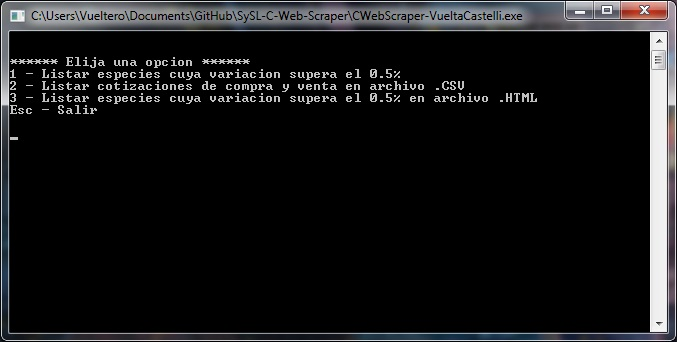 C:\Users\Vueltero\Documents\GitHub\SySL-C-Web-Scraper\CWebScraper-VueltaCastelli.exe
****** Elija una opcion ******
1 - Listar especies cuya variacion supera el 0.5%
2 - Listar cotizaciones de compra y venta en archivo .CSV
3 - Listar especies cuya variacion supera el 0.5% en archivo .HTML
Esc - Salir